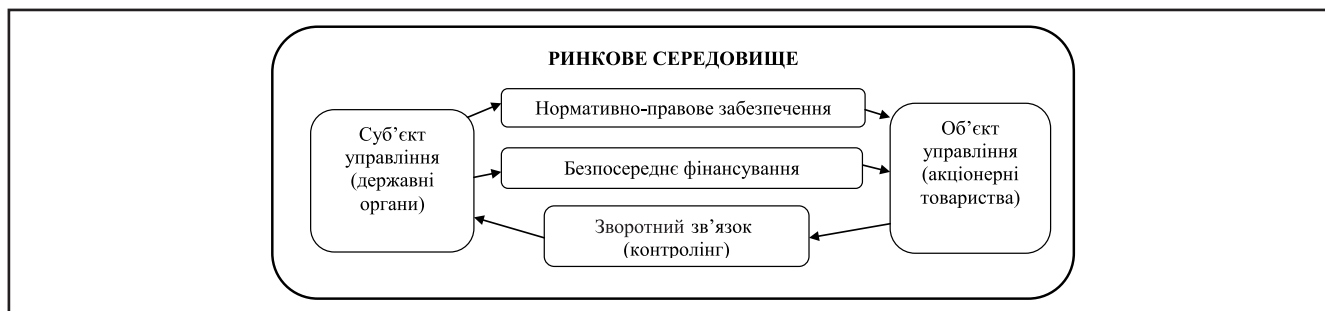 РИНКОВЕ СЕРЕДОВИЩЕ
Суб’єкт
управління
(державні
органи)
Нормативно-правове забезпечення
Безпосереднє фінансування
Зворотний зв’язок
(контролінг)
Об’єкт
управління
(акціонерні
товариства)